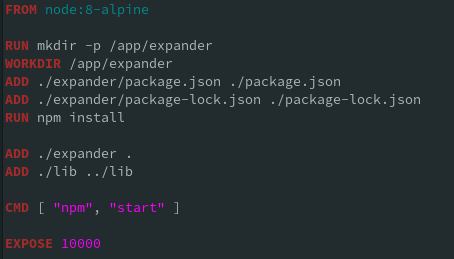 FROM node:8-alpine
RUN mkdir -p /app/expander
WORKDIR /app/expander
ADD ./expander/package.json ./package.json
ADD ./expander/package-lock.json ./package-lock.json
RUN npm install
ADD ./expander .
ADD ./lib ../lib
CMD [ "npm", "start" ]
EXPOSE 10000